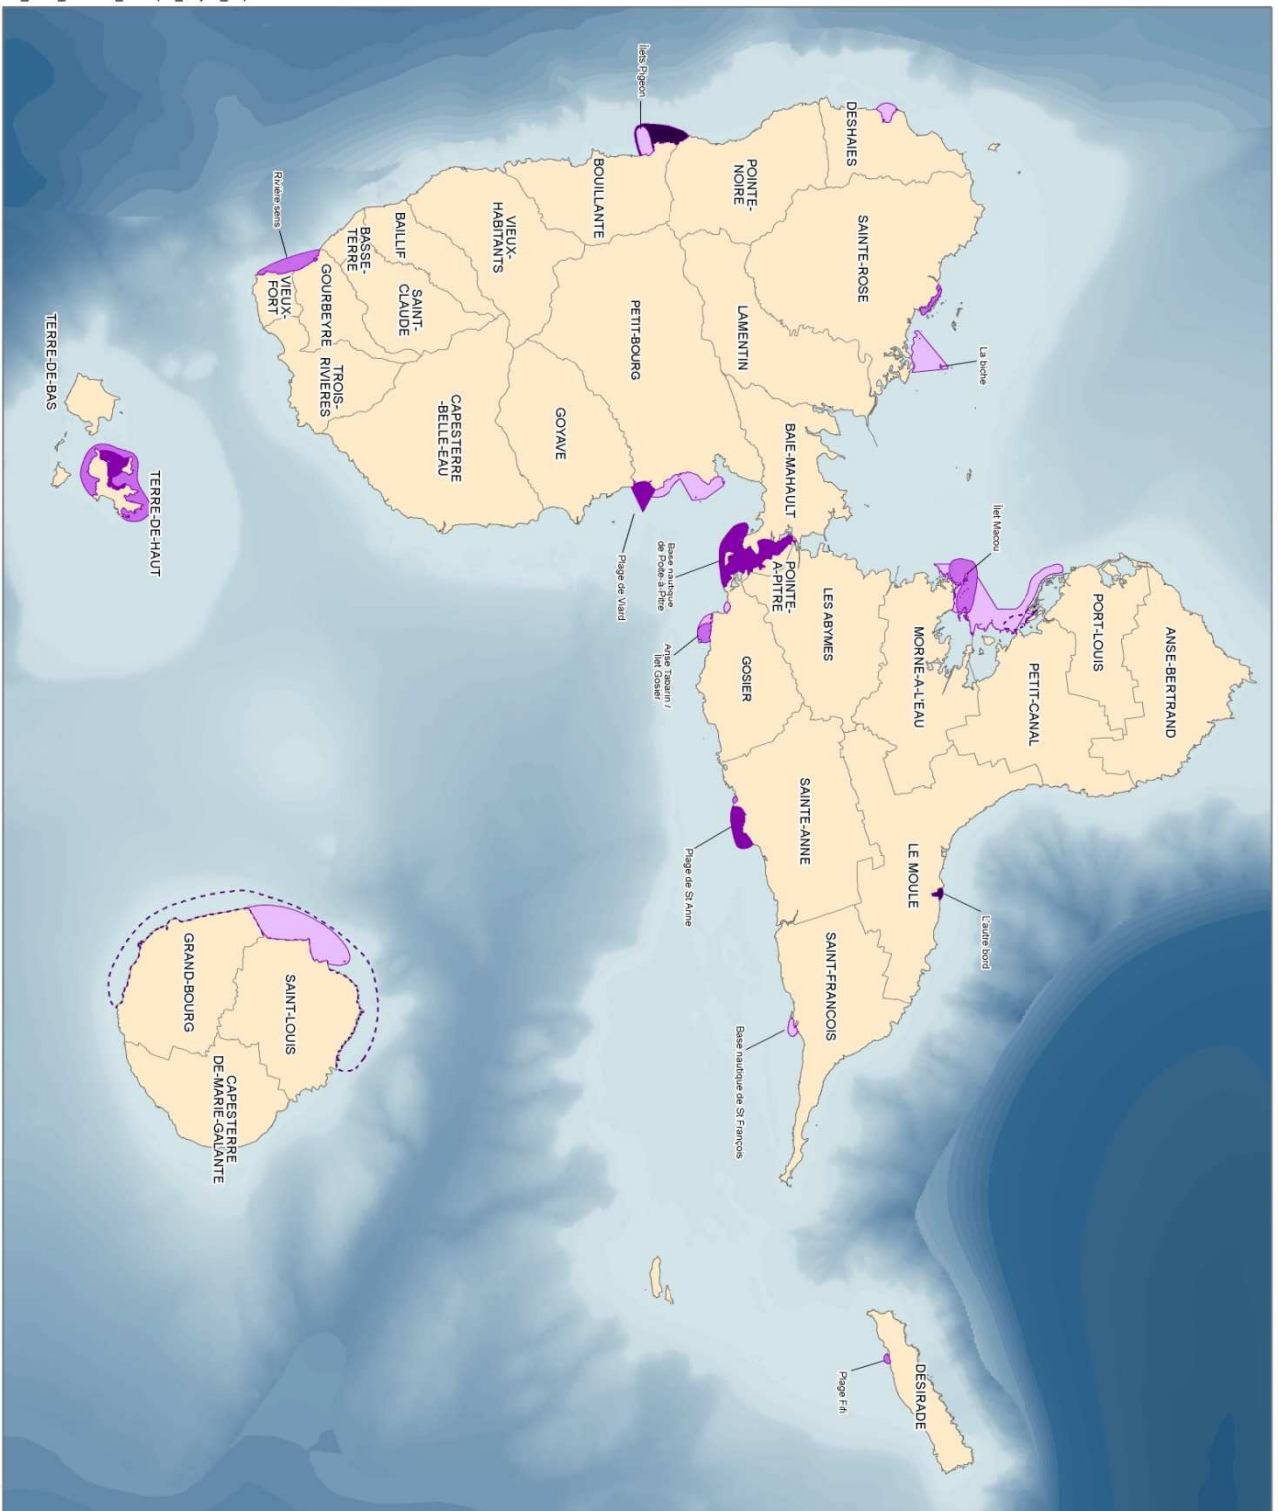 ANSE-BERTRAND
PORT-LOUIS
PETIT-CANAL
Îlet Macou
L'autre bord
La biche
MORNE-A-L'EAU
DESIRADE
LE MOULE
SAINTE-ROSE
DESHAIES
Plage Fifi
LES ABYMES
SAINT-FRANCOIS
SAINTE-ANNE
BAIE-MAHAULT
POINTE-
A-PITRE
POINTE-
NOIRE
LAMENTIN
GOSIER
Base nautique de St François
Plage de St Anne
Base nautique
de Poite-à-Pitre
Anse Tabarin /
Îlet Gosier
Îlets Pigeon
PETIT-BOURG
Plage de Viard
BOUILLANTE
GOYAVE
VIEUX-
HABITANTS
CAPESTERRE
-BELLE-EAU
SAINT-
CLAUDE
BAILLIF
BASSE-
TERRE
TROIS-
RIVIERES
GOURBEYRE
VIEUX-
FORT
Rivière sens
SAINT-LOUIS
CAPESTERRE
DE-MARIE-GALANTE
GRAND-BOURG
TERRE-DE-HAUT
TERRE-DE-BAS